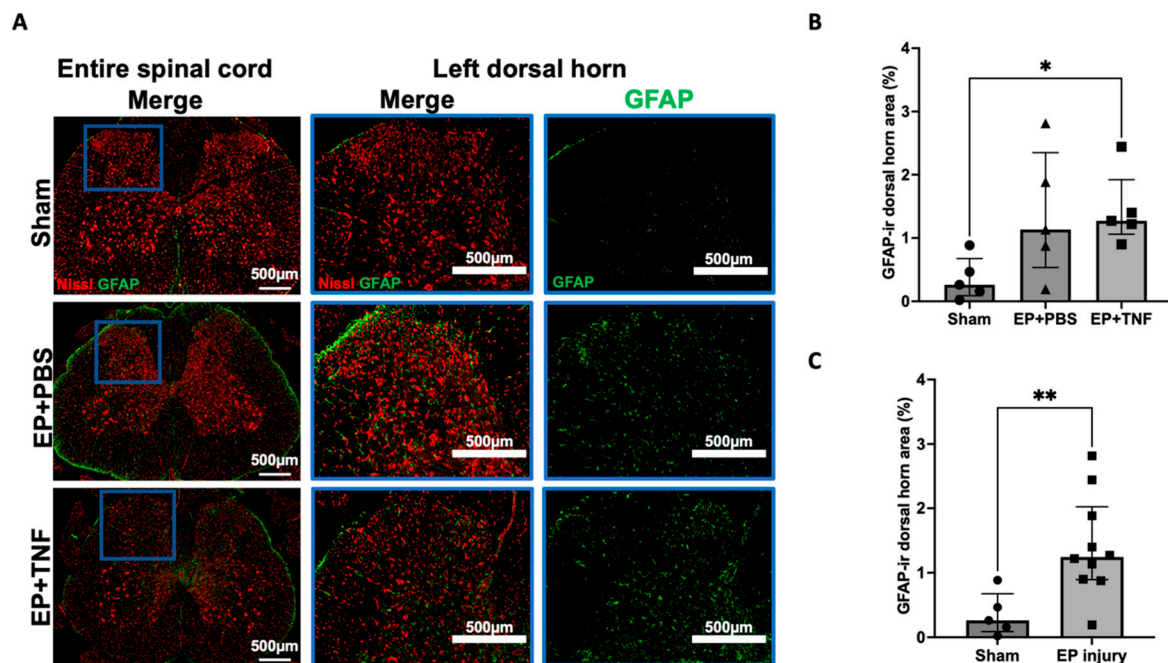 A
Entire spinal cord
Merge
Left dorsal horn
Merge
GFAP
Sham
Nissl GFAP
500µm
Nissl GFAP
500µm
GFAP
500µm
EP+PBS
500µm
500µm
500µm
EP+TNF
500µm
500µm
500µm
B
GFAP-ir dorsal horn area (%)
4
3
2
1
0
*
Sham
EP+PBS
EP+TNF
C
GFAP-ir dorsal horn area (%)
4
3
2
1
0
**
Sham
EP injury